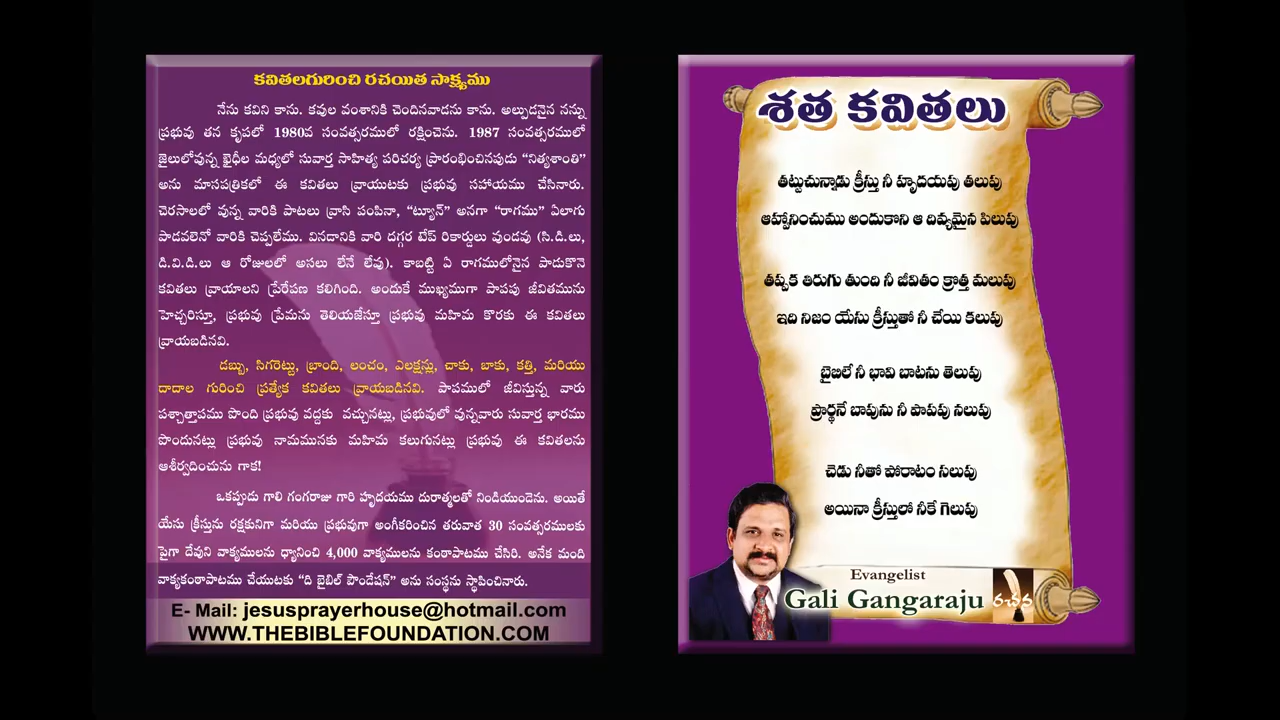 కవితలగురించి రచయిత సాక్ష్యము
నేను కవిని కాను. కవుల వంశానికి చెందినవాడను కాను. అల్పుడనైన నన్ను
ప్రభువు తన కృపలో 1980వ సంవత్సరములో రక్షించెను. 1987 సంవత్సరములో
జైలులోవున్న ఖైధీల మధ్యలో సువార్త సాహిత్య పరిచర్య ప్రారంభించినపుడు “నిత్యశాంతి”
అను మాసపత్రికలో ఈ కవితలు వ్రాయుటకు ప్రభువు సహాయము చేసినారు.
చెరసాలలో వున్న వారికి పాటలు వ్రాసి పంపినా, “ట్యూన్” అనగా “రాగము” ఏలాగు
పాడవలెనో వారికి చెప్పలేము. వినడానికి వారి దగ్గర టేప్ రికార్డులు వుండవు (సి.డి.లు,
డి.వి.డి.లు ఆ రోజులలో అసలు లేనే లేవు). కాబట్టి ఏ రాగములోనైన పాడుకొనె
కవితలు వ్రాయాలని ప్రేరేపణ కలిగింది. అందుకే ముఖ్యముగా పాపపు జీవితమును
హెచ్చరిస్తూ, ప్రభువు ప్రేమను తెలియజేస్తూ ప్రభువు మహిమ కొరకు ఈ కవితలు
వ్రాయబడినవి.
డబ్బు, సిగరెట్టు, బ్రాంది, లంచం, ఎలక్షన్లు, చాకు, బాకు, కత్తి, మరియు
దాదాల గురించి ప్రత్యేక కవితలు వ్రాయబడినవి. పాపములో జీవిస్తున్న వారు
పశ్చాత్తాపము పొంది ప్రభువు వద్దకు వచ్చునట్లు, ప్రభువులో వున్నవారు సువార్త భారము
పొందునట్లు ప్రభువు నామమునకు మహిమ కలుగునట్లు ప్రభువు ఈ కవితలను
ఆశీర్వదించును గాక!
ఒకప్పుడు గాలి గంగరాజు గారి హృదయము దురాత్మలతో నిండియుండెను. అయితే
యేసు క్రీస్తును రక్షకునిగా మరియు ప్రభువుగా అంగీకరించిన తరువాత 30 సంవత్సరములకు
పైగా దేవుని వాక్యములను ధ్యానించి 4,000 వాక్యములను కంఠాపాటము చేసిరి. అనేక మంది
వాక్యకంఠాపాటము చేయుటకు “ది బైబిల్ పౌండేషన్” అను సంస్థను స్థాపించినారు.
E- Mail: jesusprayerhouse@hotmail.com
WWW.THEBIBLEFOUNDATION.COM
శత కవితలు
తట్టుచున్నాడు క్రీస్తు నీ హృదయపు తలుపు
ఆహ్వానించుము అందుకొని ఆ దివ్యమైన పిలుపు
తప్పక తిరుగు తుంది నీ జీవితం క్రొత్త మలుపు
ఇది నిజం యేసు క్రీస్తుతో నీ చేయి కలుపు
బైబిలే నీ భావి బాటను తెలుపు
ప్రార్థనే బాపును నీ పాపపు నలుపు
చెడు నీతో పోరాటం సలుపు
అయినా క్రీస్తులో నీకే గెలుపు
Evangelist
Gali Gangaraju
రచన